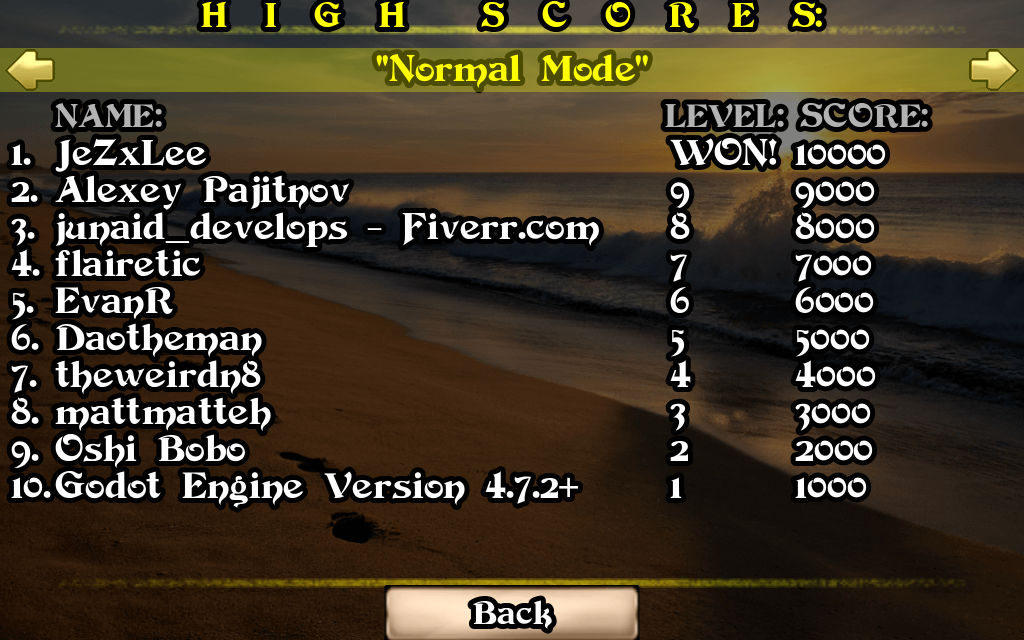 H I G H S C O R E S:
"Normal Mode"
NAME: LEVEL: SCORE:
1. JeZxLee WON! 10000
2. Alexey Pajitnov 9 9000
3. junaid_develops - Fiverr.com 8 8000
4. flairetic 7 7000
5. EvanR 6 6000
6. Daotheman 5 5000
7. theweirdn8 4 4000
8. mattmatteh 3 3000
9. Oshi Bobo 2 2000
10. Godot Engine Version 4.7.2+ 1 1000
Back